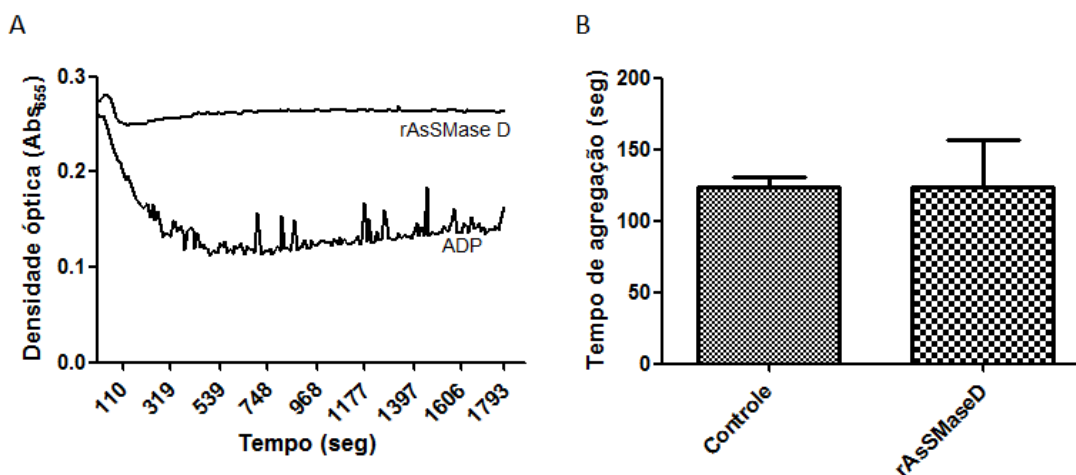 A
Densidade óptica (Abs655)
0.3
0.2
0.1
0.0
rAsSMase D
ADP
110
319
539
748
968
1177
1397
1606
1793
Tempo (seg)
B
Tempo de agregação (seg)
200
150
100
50
0
Controle
rAsSMaseD